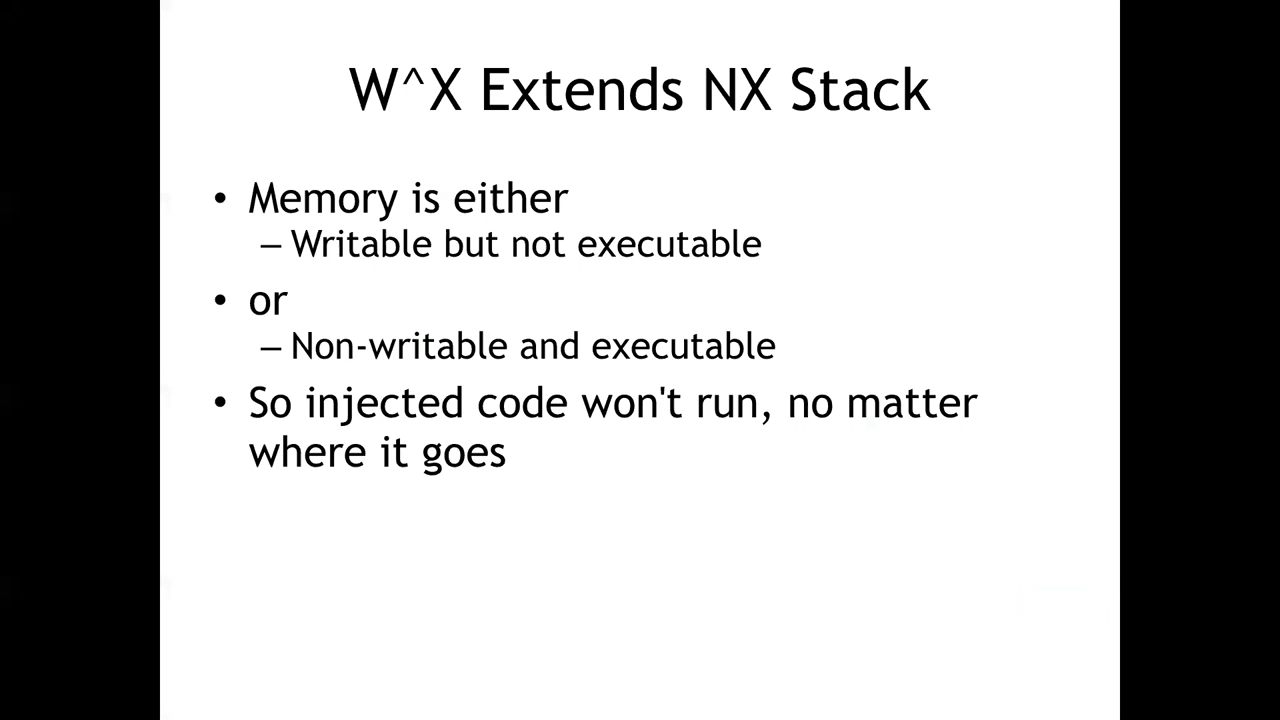 W^X Extends NX Stack
• Memory is either
– Writable but not executable
• or
– Non-writable and executable
• So injected code won't run, no matter
where it goes